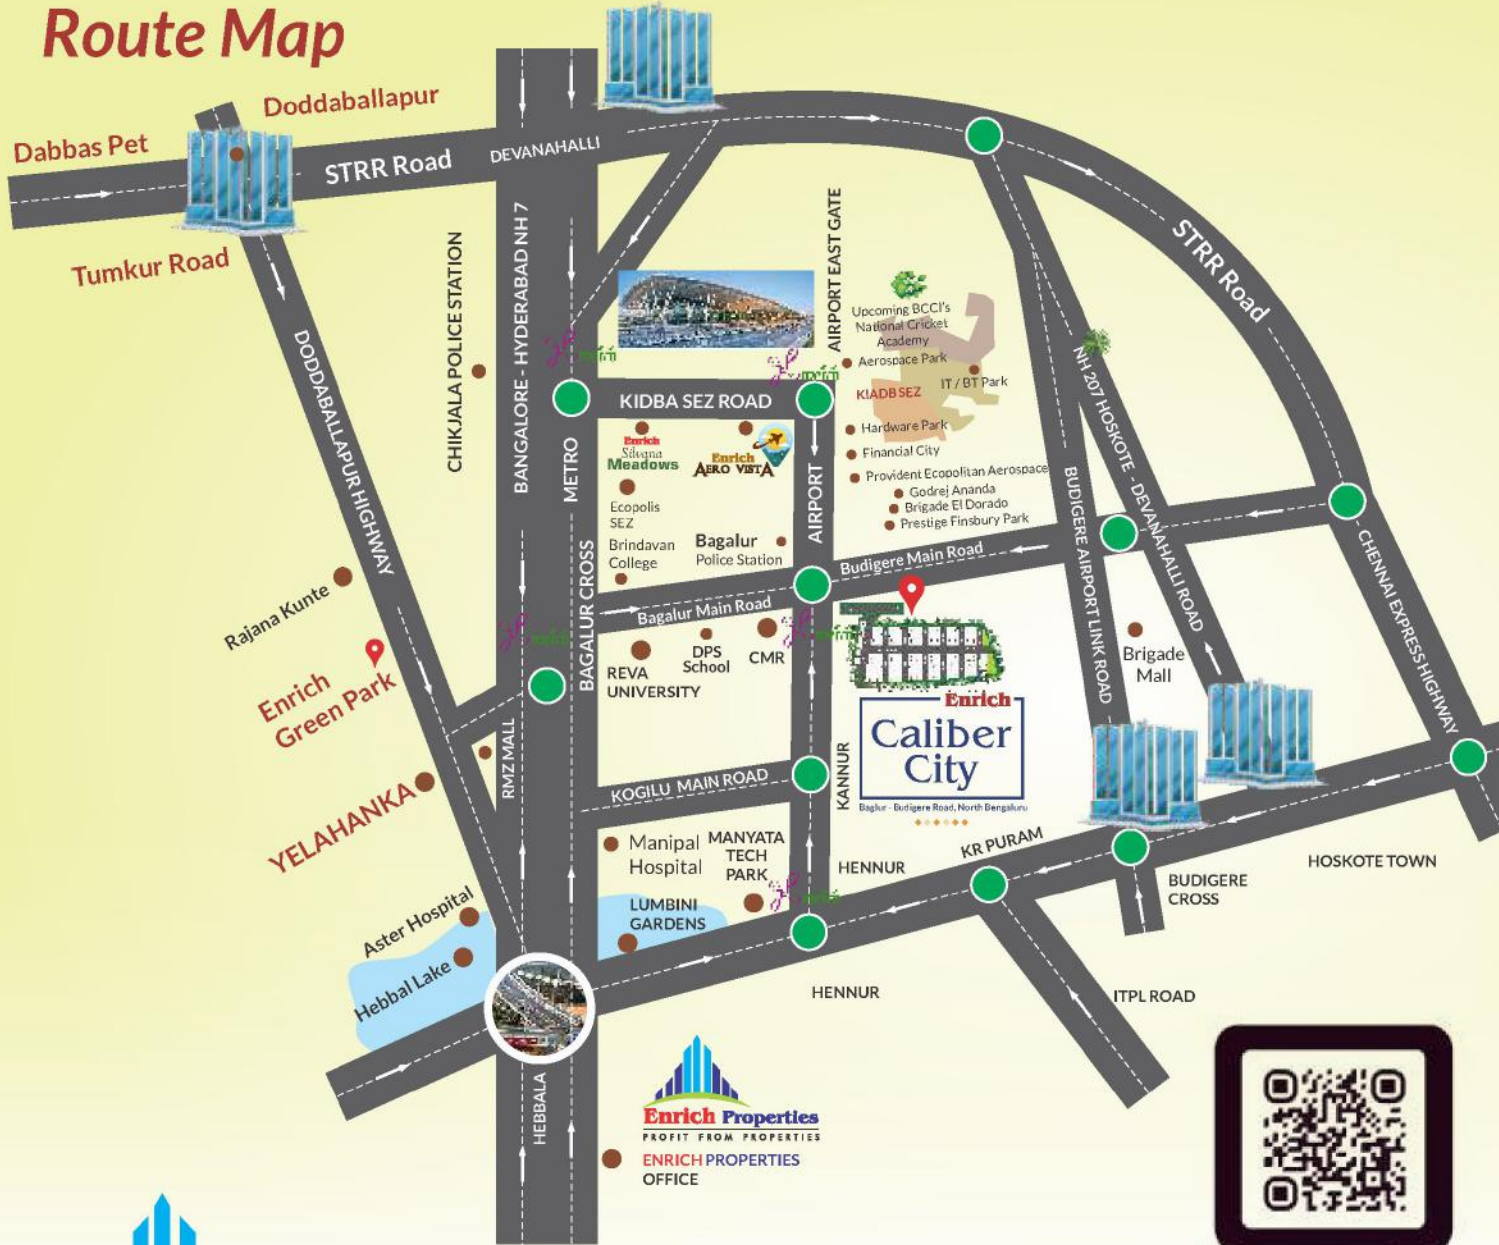 Route Map
Doddaballapur
Dabbas Pet
STRR Road
DEVANAHALLI
Tumkur Road
DODDABALLAPUR HIGHWAY
CHIKJALA POLICE STATION
BANGALORE - HYDERABAD NH 7
METRO
AIRPORT EAST GATE
STRR Road
Upcoming BCCI's
National Cricket
Academy
Aerospace Park
IT / BT Park
KIADB SEZ
Hardware Park
Financial City
Provident Ecopolitan Aerospace
Godrej Ananda
Brigade El Dorado
Prestige Finsbury Park
KIDBA SEZ ROAD
Enrich
Silvana
Meadows
Enrich
AERO VISTA
Ecopolis
SEZ
Brindavan
College
Bagalur
Police Station
AIRPORT
NH 207 HOSKOTE - DEVANAHALLI ROAD
BUDIGERE AIRPORT LINK ROAD
CHENNAI EXPRESS HIGHWAY
Budigere Main Road
Bagalur Main Road
BAGALUR CROSS
Rajana Kunte
Enrich
Green Park
REVA
UNIVERSITY
DPS
School
CMR
Brigade
Mall
Enrich
Caliber
City
Baglur - Budigere Road, North Bengaluru
RMZ MALL
KOGILU MAIN ROAD
KANNUR
YELAHANKA
Manipal
Hospital
MANYATA
TECH
PARK
HENNUR
KR PURAM
HOSKOTE TOWN
BUDIGERE
CROSS
LUMBINI
GARDENS
Aster Hospital
Hebbal Lake
HENNUR
ITPL ROAD
HEBBALA
Enrich Properties
PROFIT FROM PROPERTIES
ENRICH PROPERTIES
OFFICE